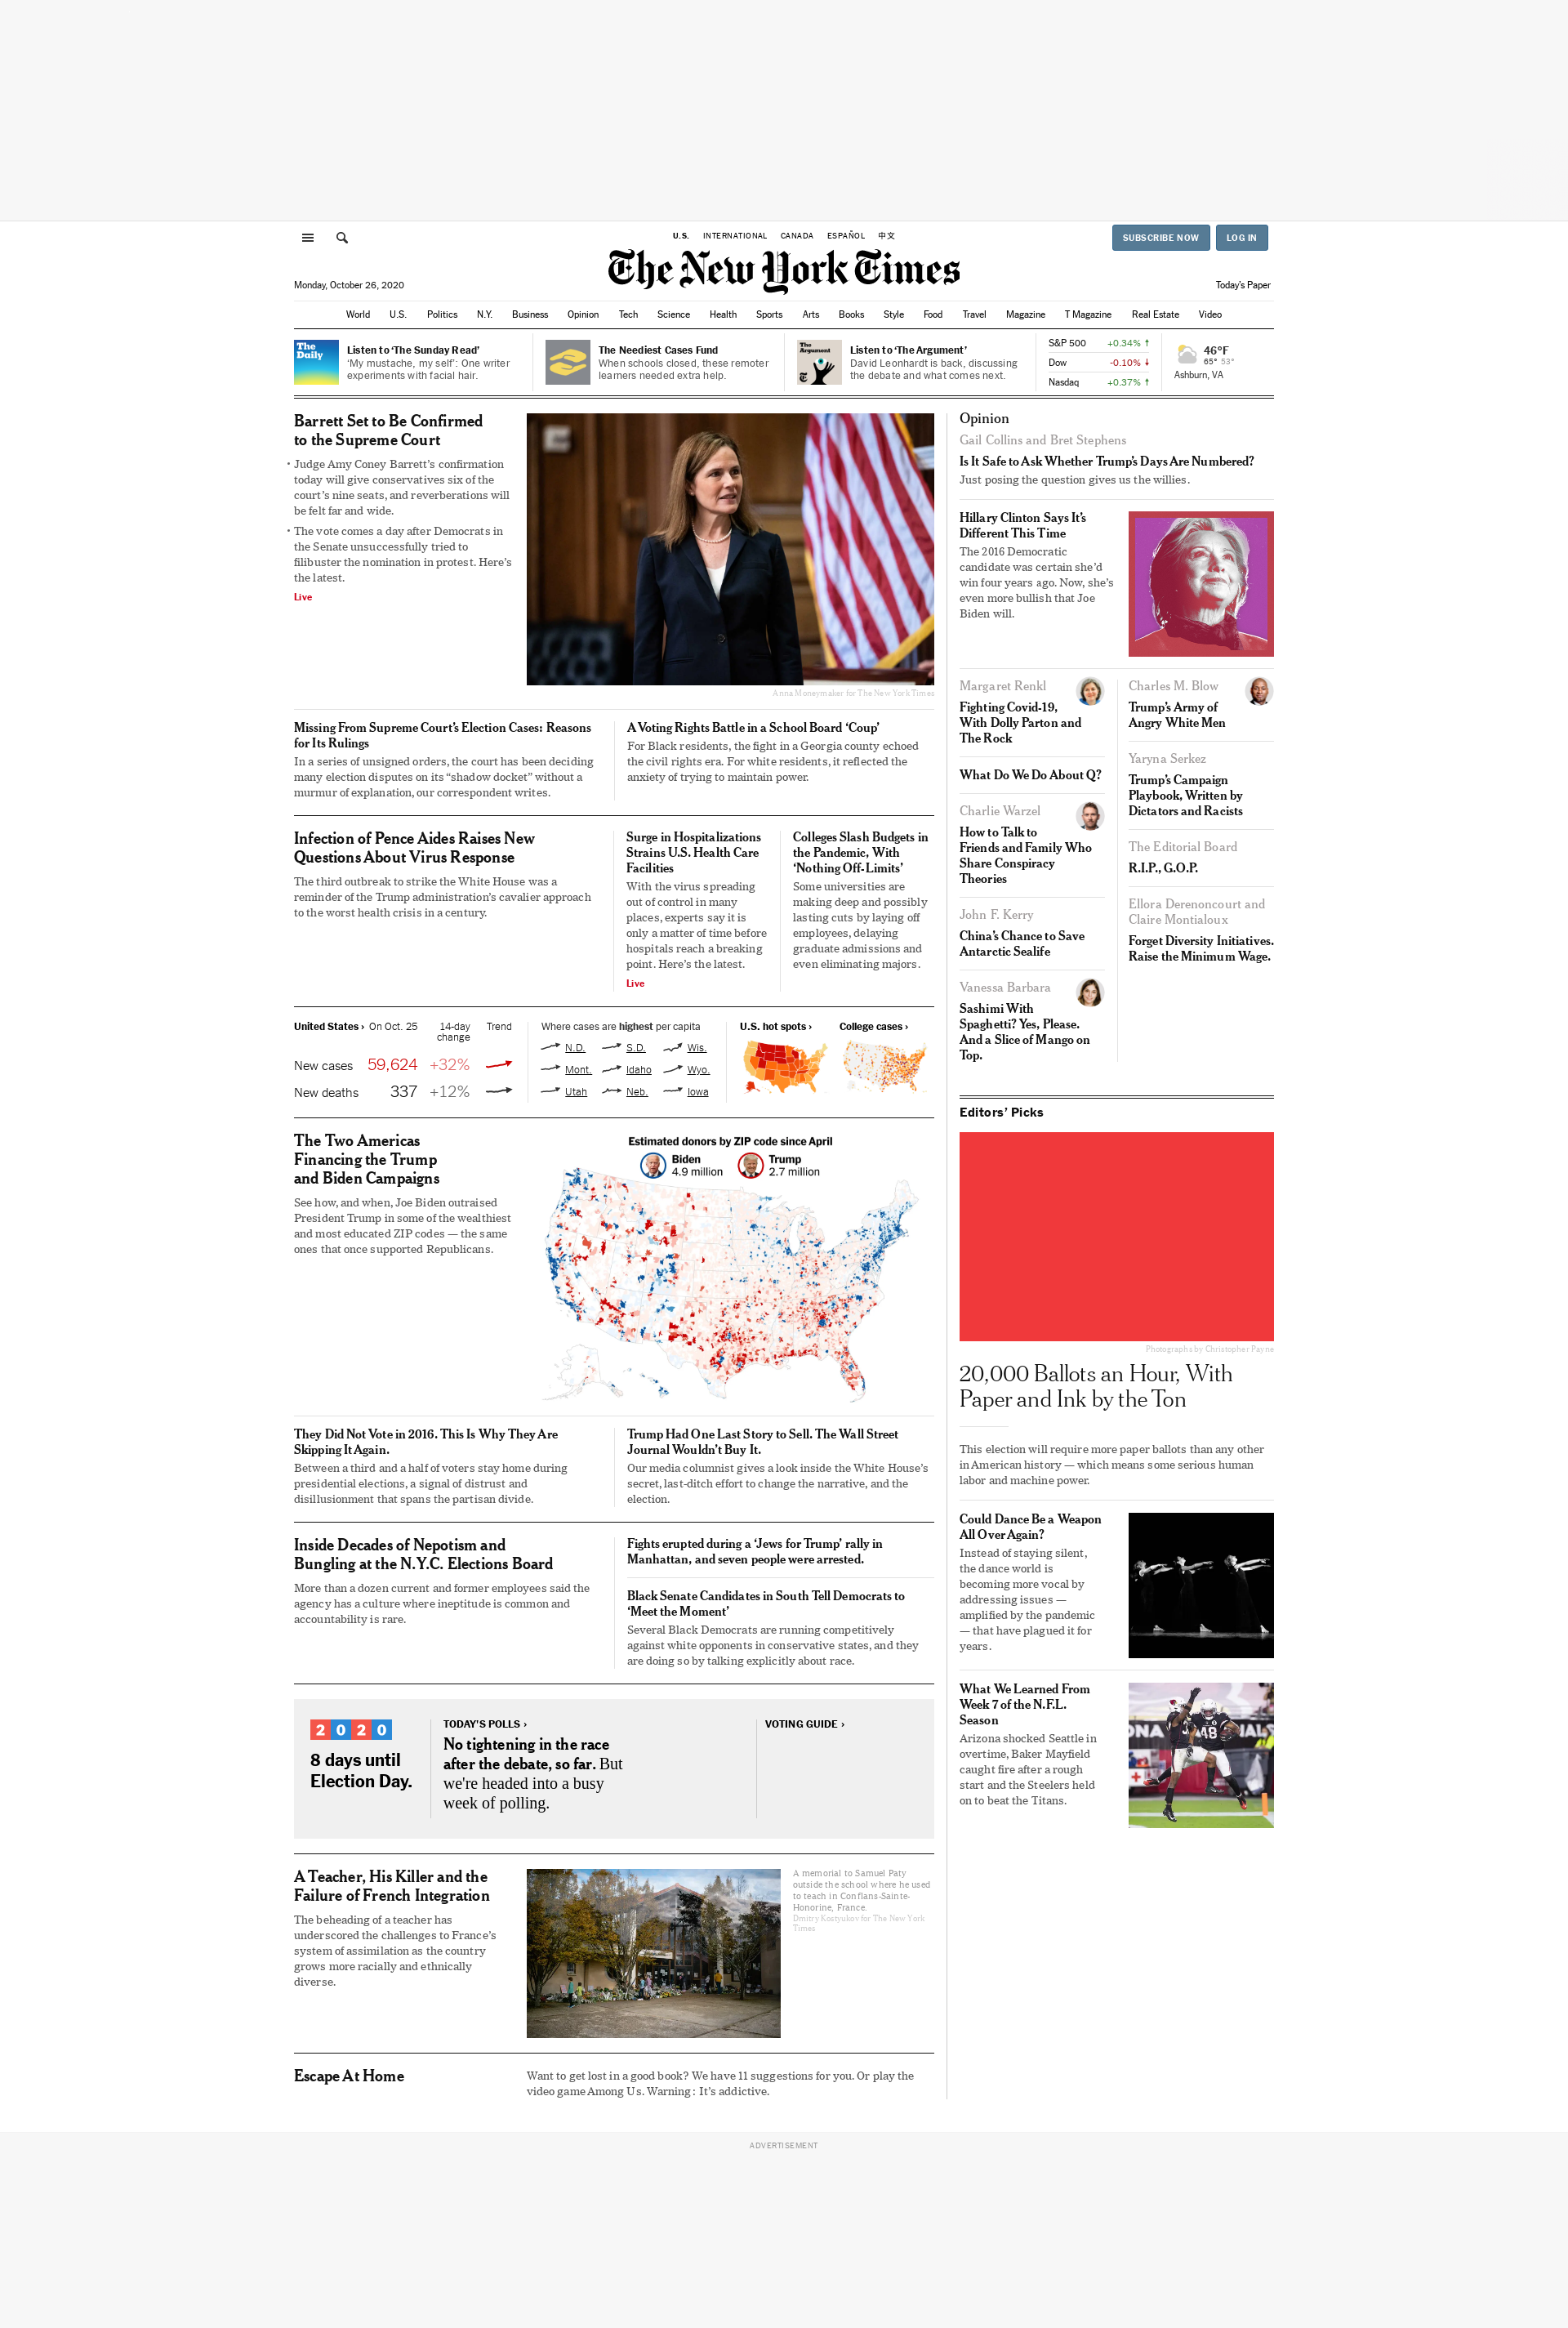 U.S. INTERNATIONAL CANADA ESPAÑOL 中文
SUBSCRIBE NOW
LOG IN
The New York Times
Monday, October 26, 2020
Today's Paper
World U.S. Politics N.Y. Business Opinion Tech Science Health Sports Arts Books Style Food Travel Magazine T Magazine Real Estate Video
The
Daily
Listen to ‘The Sunday Read’
‘My mustache, my self’: One writer
experiments with facial hair.
The Neediest Cases Fund
When schools closed, these remoter
learners needed extra help.
The
Argument
Listen to ‘The Argument’
David Leonhardt is back, discussing
the debate and what comes next.
S&P 500 +0.34% ↑
Dow -0.10% ↓
Nasdaq +0.37% ↑
46°F
65° 53°
Ashburn, VA
Barrett Set to Be Confirmed
to the Supreme Court
• Judge Amy Coney Barrett’s confirmation
today will give conservatives six of the
court’s nine seats, and reverberations will
be felt far and wide.
• The vote comes a day after Democrats in
the Senate unsuccessfully tried to
filibuster the nomination in protest. Here’s
the latest.
Live
Anna Moneymaker for The New York Times
Missing From Supreme Court’s Election Cases: Reasons
for Its Rulings
In a series of unsigned orders, the court has been deciding
many election disputes on its “shadow docket” without a
murmur of explanation, our correspondent writes.
A Voting Rights Battle in a School Board ‘Coup’
For Black residents, the fight in a Georgia county echoed
the civil rights era. For white residents, it reflected the
anxiety of trying to maintain power.
Infection of Pence Aides Raises New
Questions About Virus Response
The third outbreak to strike the White House was a
reminder of the Trump administration’s cavalier approach
to the worst health crisis in a century.
Surge in Hospitalizations
Strains U.S. Health Care
Facilities
With the virus spreading
out of control in many
places, experts say it is
only a matter of time before
hospitals reach a breaking
point. Here’s the latest.
Live
Colleges Slash Budgets in
the Pandemic, With
‘Nothing Off-Limits’
Some universities are
making deep and possibly
lasting cuts by laying off
employees, delaying
graduate admissions and
even eliminating majors.
United States › On Oct. 25 14-day Trend
change
New cases 59,624 +32%
New deaths 337 +12%
Where cases are highest per capita
N.D. S.D. Wis.
Mont. Idaho Wyo.
Utah Neb. Iowa
U.S. hot spots ›
College cases ›
The Two Americas
Financing the Trump
and Biden Campaigns
See how, and when, Joe Biden outraised
President Trump in some of the wealthiest
and most educated ZIP codes — the same
ones that once supported Republicans.
Estimated donors by ZIP code since April
Biden
4.9 million
Trump
2.7 million
They Did Not Vote in 2016. This Is Why They Are
Skipping It Again.
Between a third and a half of voters stay home during
presidential elections, a signal of distrust and
disillusionment that spans the partisan divide.
Trump Had One Last Story to Sell. The Wall Street
Journal Wouldn’t Buy It.
Our media columnist gives a look inside the White House’s
secret, last-ditch effort to change the narrative, and the
election.
Inside Decades of Nepotism and
Bungling at the N.Y.C. Elections Board
More than a dozen current and former employees said the
agency has a culture where ineptitude is common and
accountability is rare.
Fights erupted during a ‘Jews for Trump’ rally in
Manhattan, and seven people were arrested.
Black Senate Candidates in South Tell Democrats to
‘Meet the Moment’
Several Black Democrats are running competitively
against white opponents in conservative states, and they
are doing so by talking explicitly about race.
2020
8 days until
Election Day.
TODAY’S POLLS ›
No tightening in the race
after the debate, so far. But
we're headed into a busy
week of polling.
VOTING GUIDE ›
A Teacher, His Killer and the
Failure of French Integration
The beheading of a teacher has
underscored the challenges to France’s
system of assimilation as the country
grows more racially and ethnically
diverse.
A memorial to Samuel Paty
outside the school where he used
to teach in Conflans-Sainte-
Honorine, France.
Dmitry Kostyukov for The New York
Times
Escape At Home
Want to get lost in a good book? We have 11 suggestions for you. Or play the
video game Among Us. Warning: It’s addictive.
Opinion
Gail Collins and Bret Stephens
Is It Safe to Ask Whether Trump’s Days Are Numbered?
Just posing the question gives us the willies.
Hillary Clinton Says It’s
Different This Time
The 2016 Democratic
candidate was certain she’d
win four years ago. Now, she’s
even more bullish that Joe
Biden will.
Margaret Renkl
Fighting Covid-19,
With Dolly Parton and
The Rock
What Do We Do About Q?
Charlie Warzel
How to Talk to
Friends and Family Who
Share Conspiracy
Theories
John F. Kerry
China’s Chance to Save
Antarctic Sealife
Vanessa Barbara
Sashimi With
Spaghetti? Yes, Please.
And a Slice of Mango on
Top.
Charles M. Blow
Trump’s Army of
Angry White Men
Yaryna Serkez
Trump’s Campaign
Playbook, Written by
Dictators and Racists
The Editorial Board
R.I.P., G.O.P.
Ellora Derenoncourt and
Claire Montialoux
Forget Diversity Initiatives.
Raise the Minimum Wage.
Editors’ Picks
Photographs by Christopher Payne
20,000 Ballots an Hour, With
Paper and Ink by the Ton
This election will require more paper ballots than any other
in American history — which means some serious human
labor and machine power.
Could Dance Be a Weapon
All Over Again?
Instead of staying silent,
the dance world is
becoming more vocal by
addressing issues —
amplified by the pandemic
— that have plagued it for
years.
What We Learned From
Week 7 of the N.F.L.
Season
Arizona shocked Seattle in
overtime, Baker Mayfield
caught fire after a rough
start and the Steelers held
on to beat the Titans.
48
ADVERTISEMENT